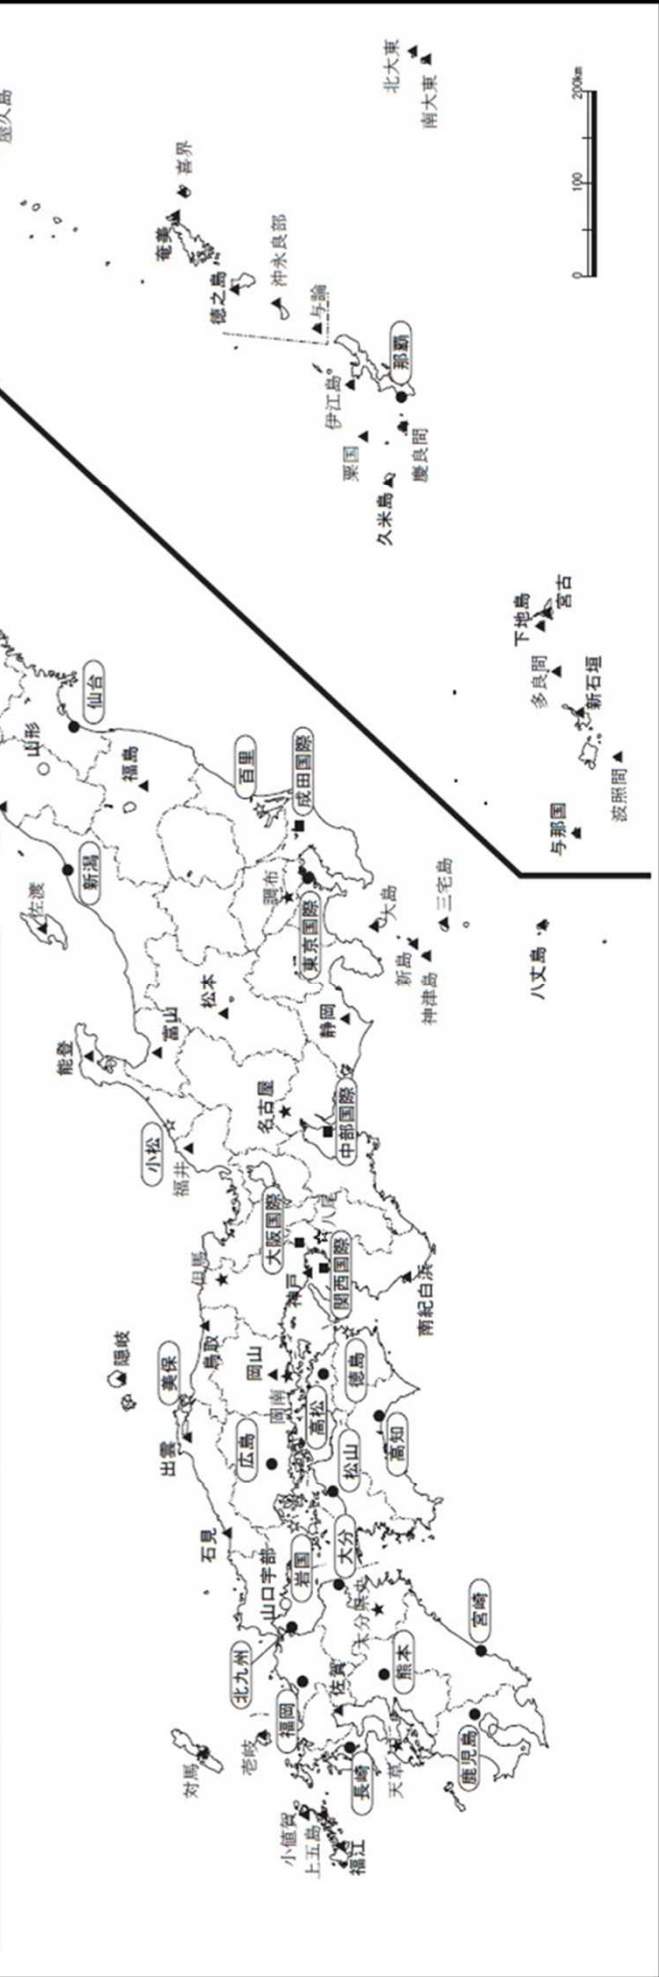 屋久島
喜界
奄美
徳之島
沖永良部
与論
北大東
南大東
200km
100
0
伊江島
那覇
粟国
慶良間
久米島
下地島
宮古
多良間
新石垣
波照間
与那国
仙台
山形
福島
百里
成田国際
新潟
佐渡
調布
東京国際
大島
三宅島
新島
神津島
八丈島
松本
富山
静岡
能登
名古屋
中部国際
小松
福井
大阪国際
八尾
但馬
神戸
関西国際
南紀白浜
鳥取
隠岐
美保
岡山
岡南
徳島
高松
出雲
広島
松山
高知
石見
岩国
大分
山口宇部
大分県央
宮崎
北九州
佐賀
熊本
福岡
壱岐
対馬
長崎
天草
鹿児島
小値賀
上五島
福江